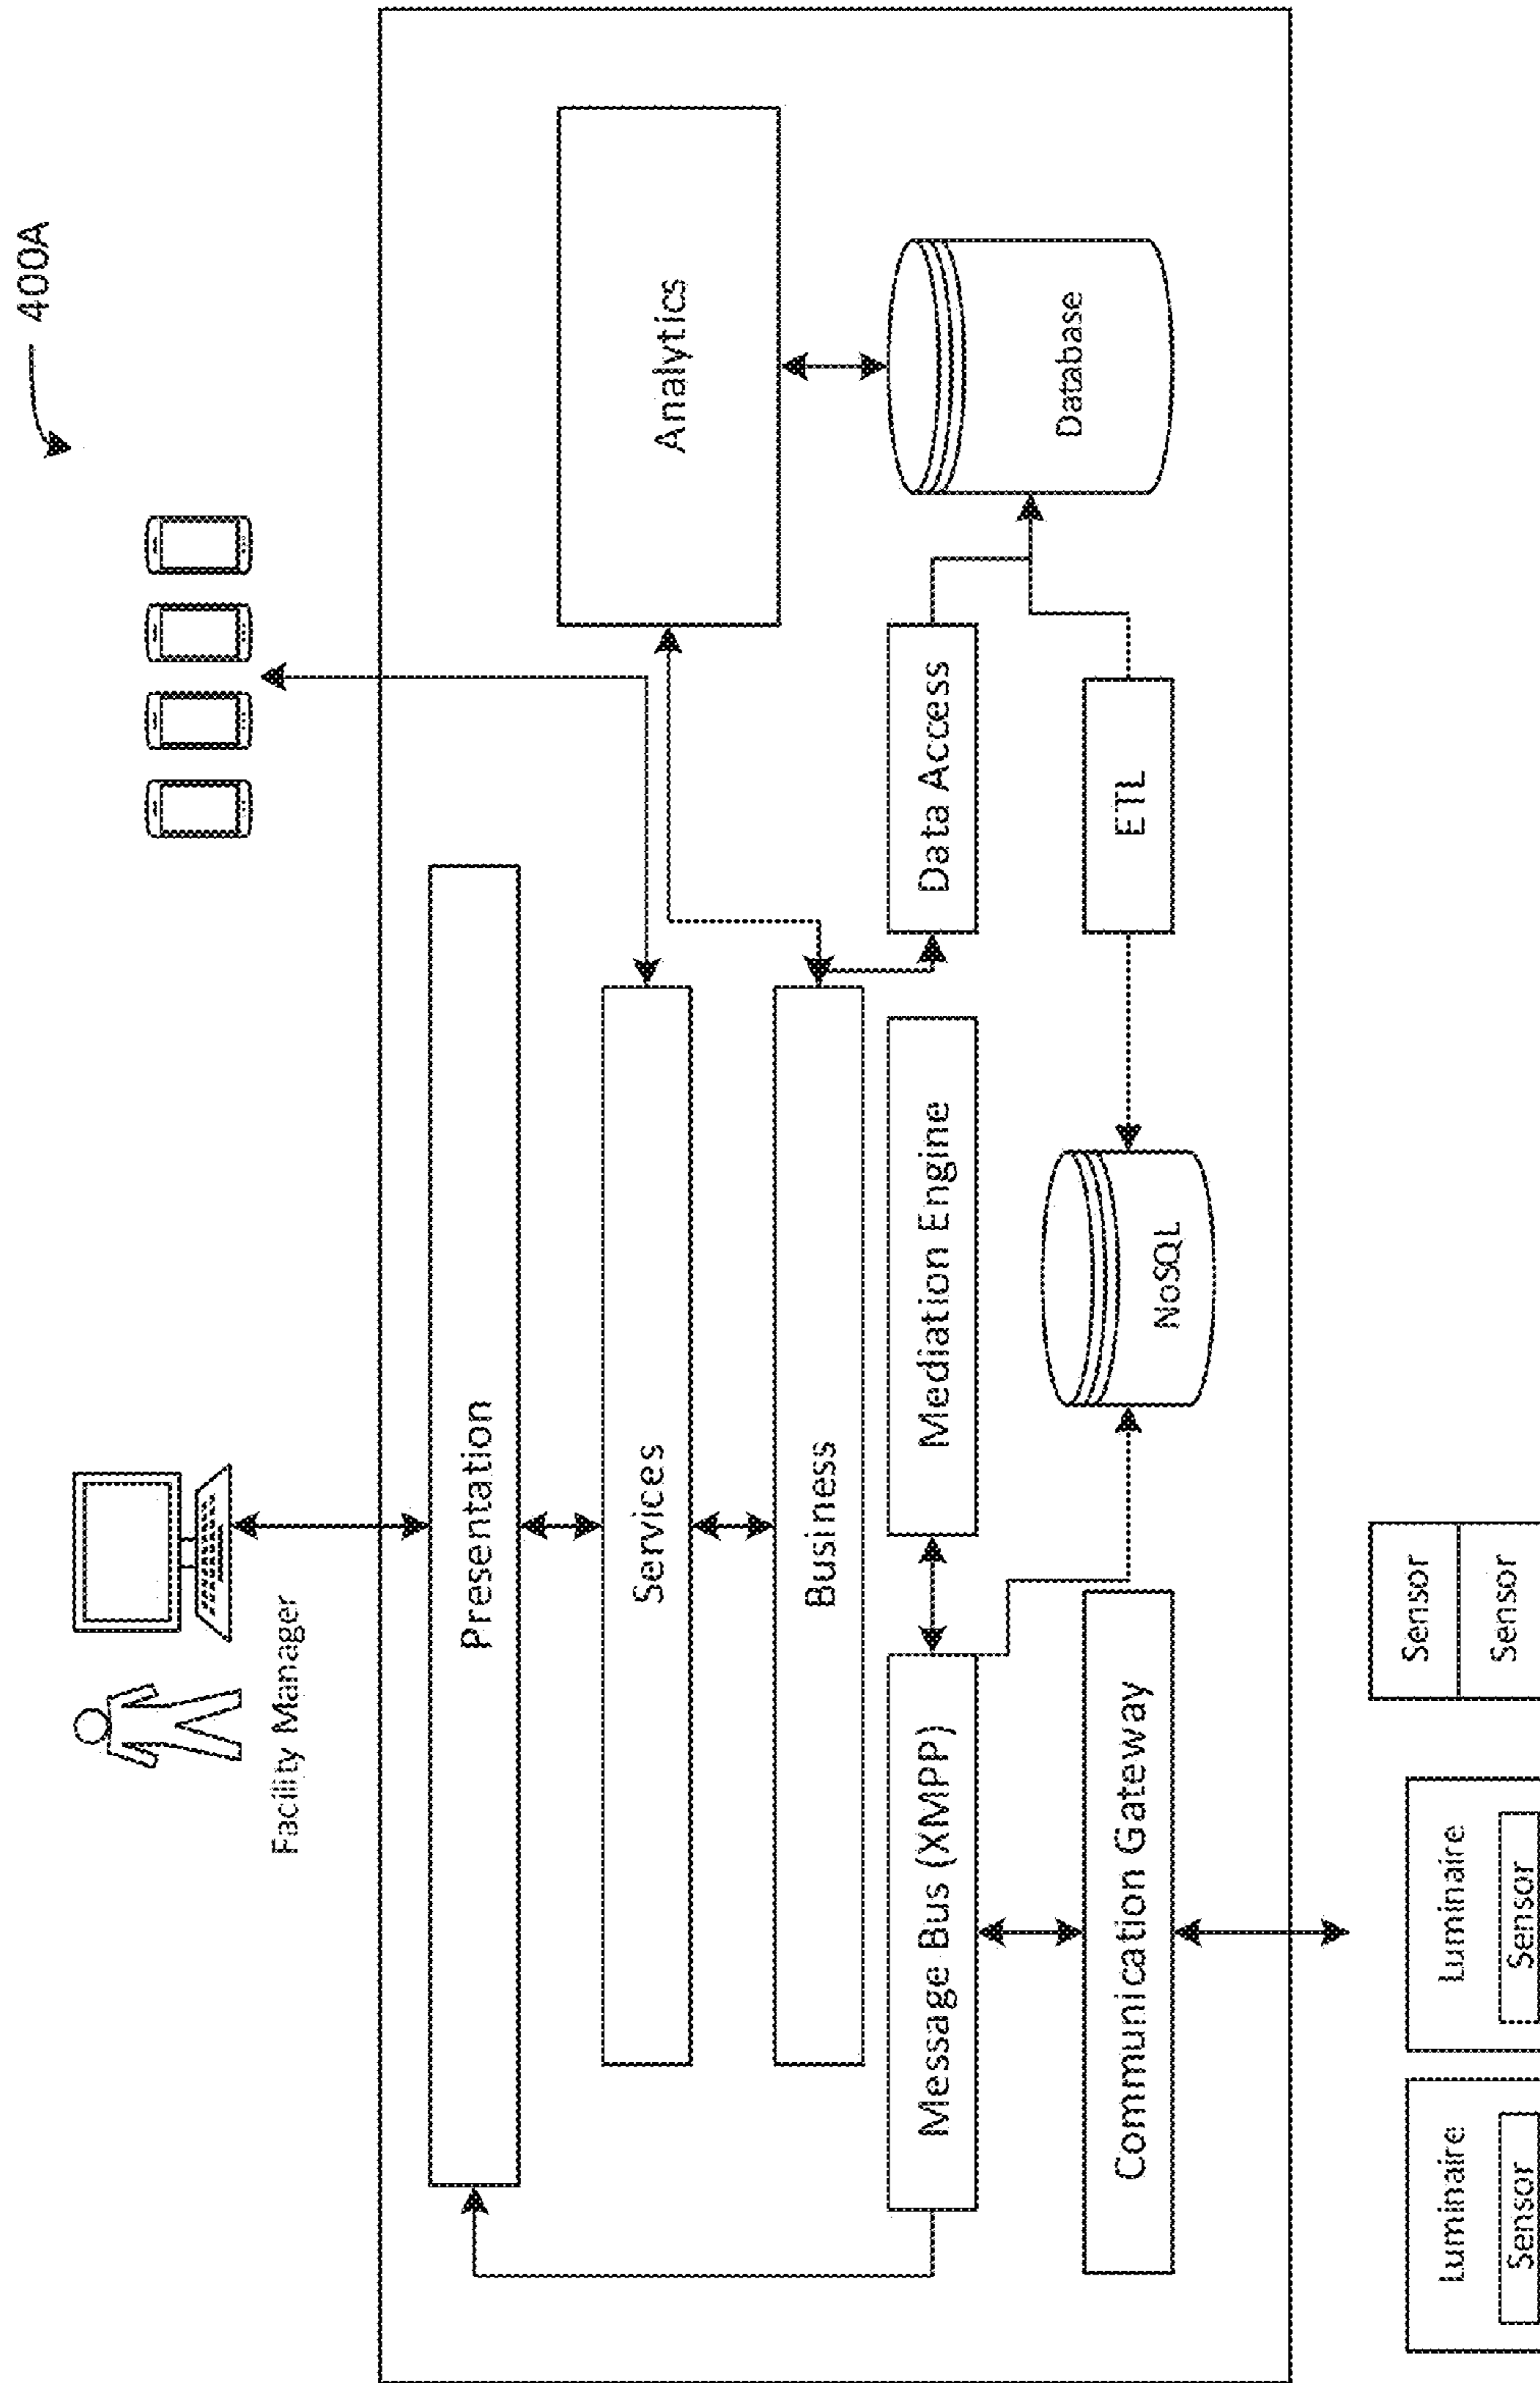 400A
Facility Manager
Presentation
Services
Analytics
Business
Message Bus (XMPP)
Mediation Engine
Data Access
Database
Communication Gateway
NoSQL
ETL
Luminaire
Sensor
Luminaire
Sensor
Sensor
Sensor